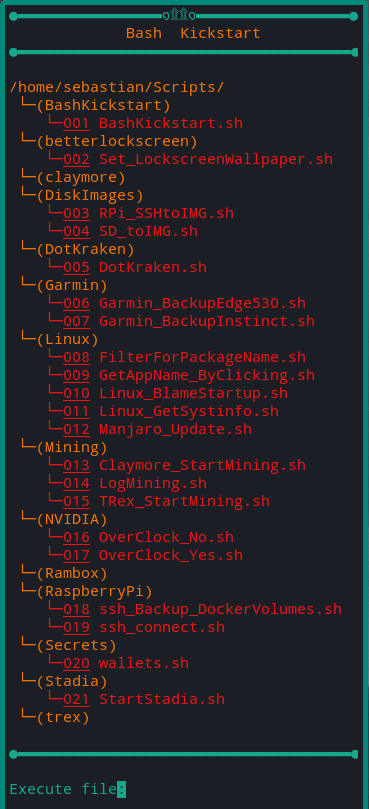 Bash  Kickstart
/home/sebastian/Scripts/
└─(BashKickstart)
└─001 BashKickstart.sh
└─(betterlockscreen)
└─002 Set_LockscreenWallpaper.sh
└─(claymore)
└─(DiskImages)
└─003 RPi_SSHtoIMG.sh
└─004 SD_toIMG.sh
└─(DotKraken)
└─005 DotKraken.sh
└─(Garmin)
└─006 Garmin_BackupEdge530.sh
└─007 Garmin_BackupInstinct.sh
└─(Linux)
└─008 FilterForPackageName.sh
└─009 GetAppName_ByClicking.sh
└─010 Linux_BlameStartup.sh
└─011 Linux_GetSystinfo.sh
└─012 Manjaro_Update.sh
└─(Mining)
└─013 Claymore_StartMining.sh
└─014 LogMining.sh
└─015 TRex_StartMining.sh
└─(NVIDIA)
└─016 OverClock_No.sh
└─017 OverClock_Yes.sh
└─(Rambox)
└─(RaspberryPi)
└─018 ssh_Backup_DockerVolumes.sh
└─019 ssh_connect.sh
└─(Secrets)
└─020 wallets.sh
└─(Stadia)
└─021 StartStadia.sh
└─(trex)
Execute file: